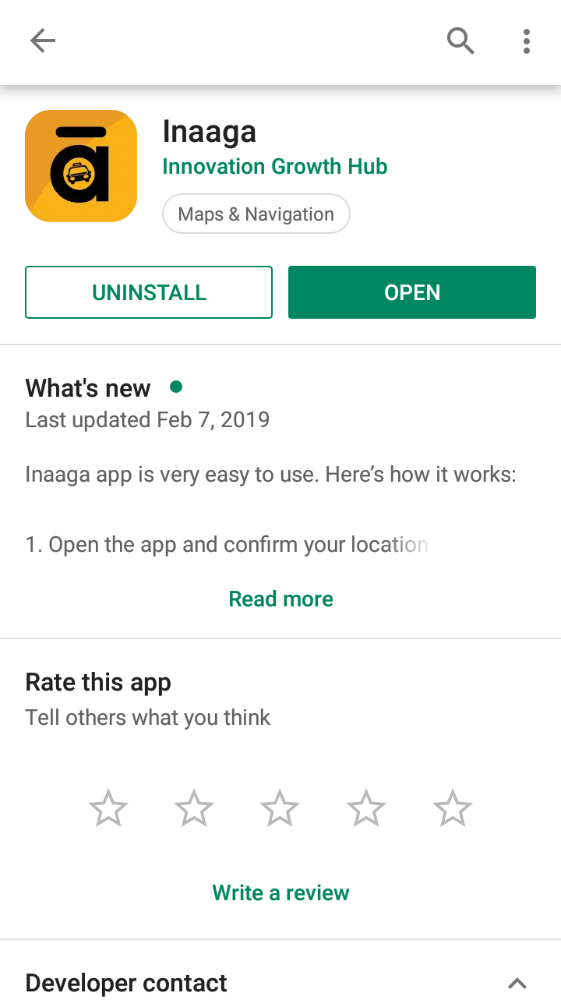 Inaaga
Innovation Growth Hub
Maps & Navigation
UNINSTALL
OPEN
What's new
Last updated Feb 7, 2019
Inaaga app is very easy to use. Here’s how it works:
1. Open the app and confirm your location.
Read more
Rate this app
Tell others what you think
Write a review
Developer contact